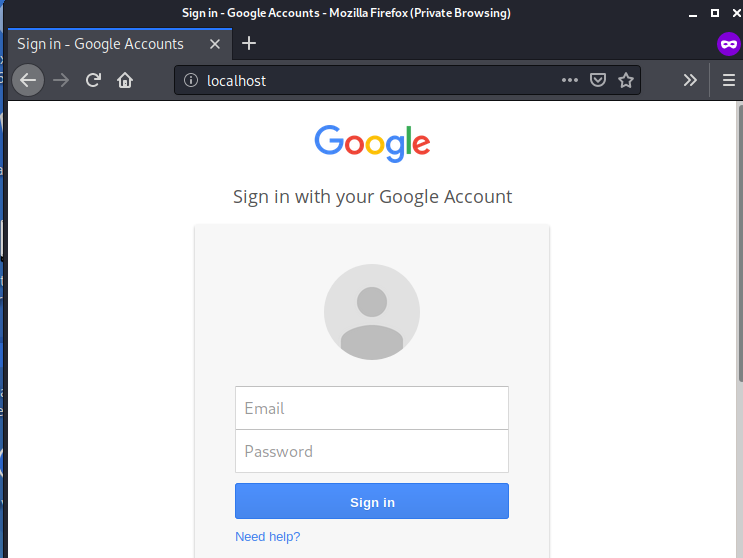 Sign in - Google Accounts - Mozilla Firefox (Private Browsing)
Sign in - Google Accounts
localhost
Google
Sign in with your Google Account
Email
Password
Sign in
Need help?